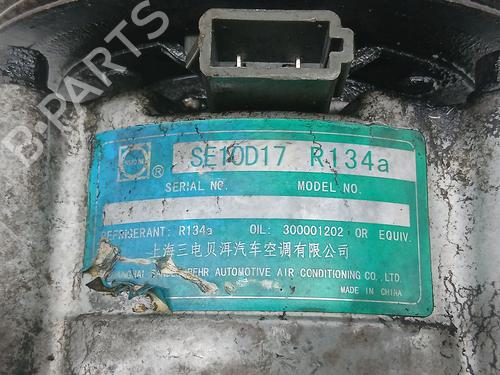 B-PARTS
SE10D17 R134a
®
SERIAL NO. MODEL NO.
REFRIGERANT: R134a OIL: 300001202 OR EQUIV.
上海三电贝洱汽车空调有限公司
BEHR AUTOMOTIVE AIR CONDITIONING CO., LTD.
MADE IN CHINA